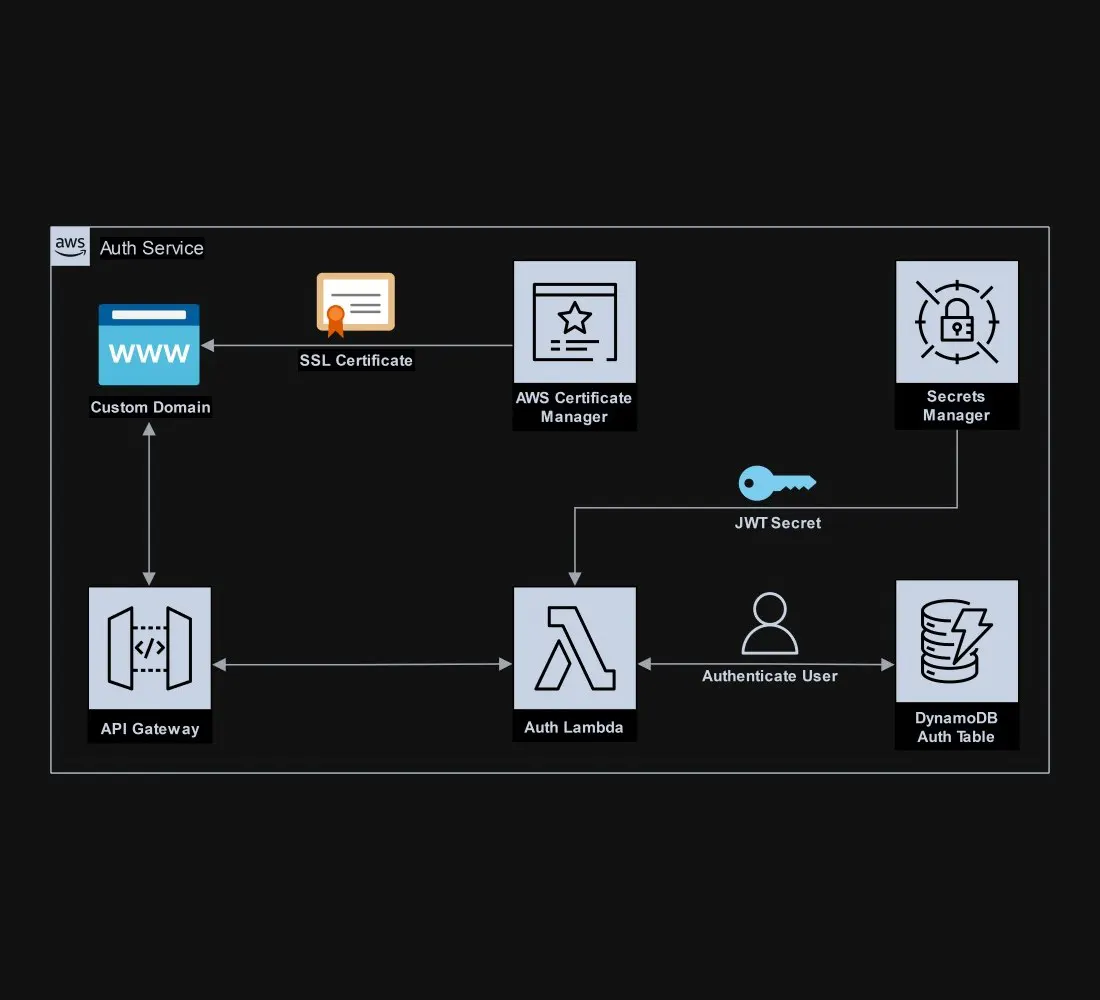 aws
Auth Service
WWW
SSL Certificate
Custom Domain
AWS Certificate
Manager
Secrets
Manager
JWT Secret
</>
Authenticate User
API Gateway
Auth Lambda
DynamoDB
Auth Table